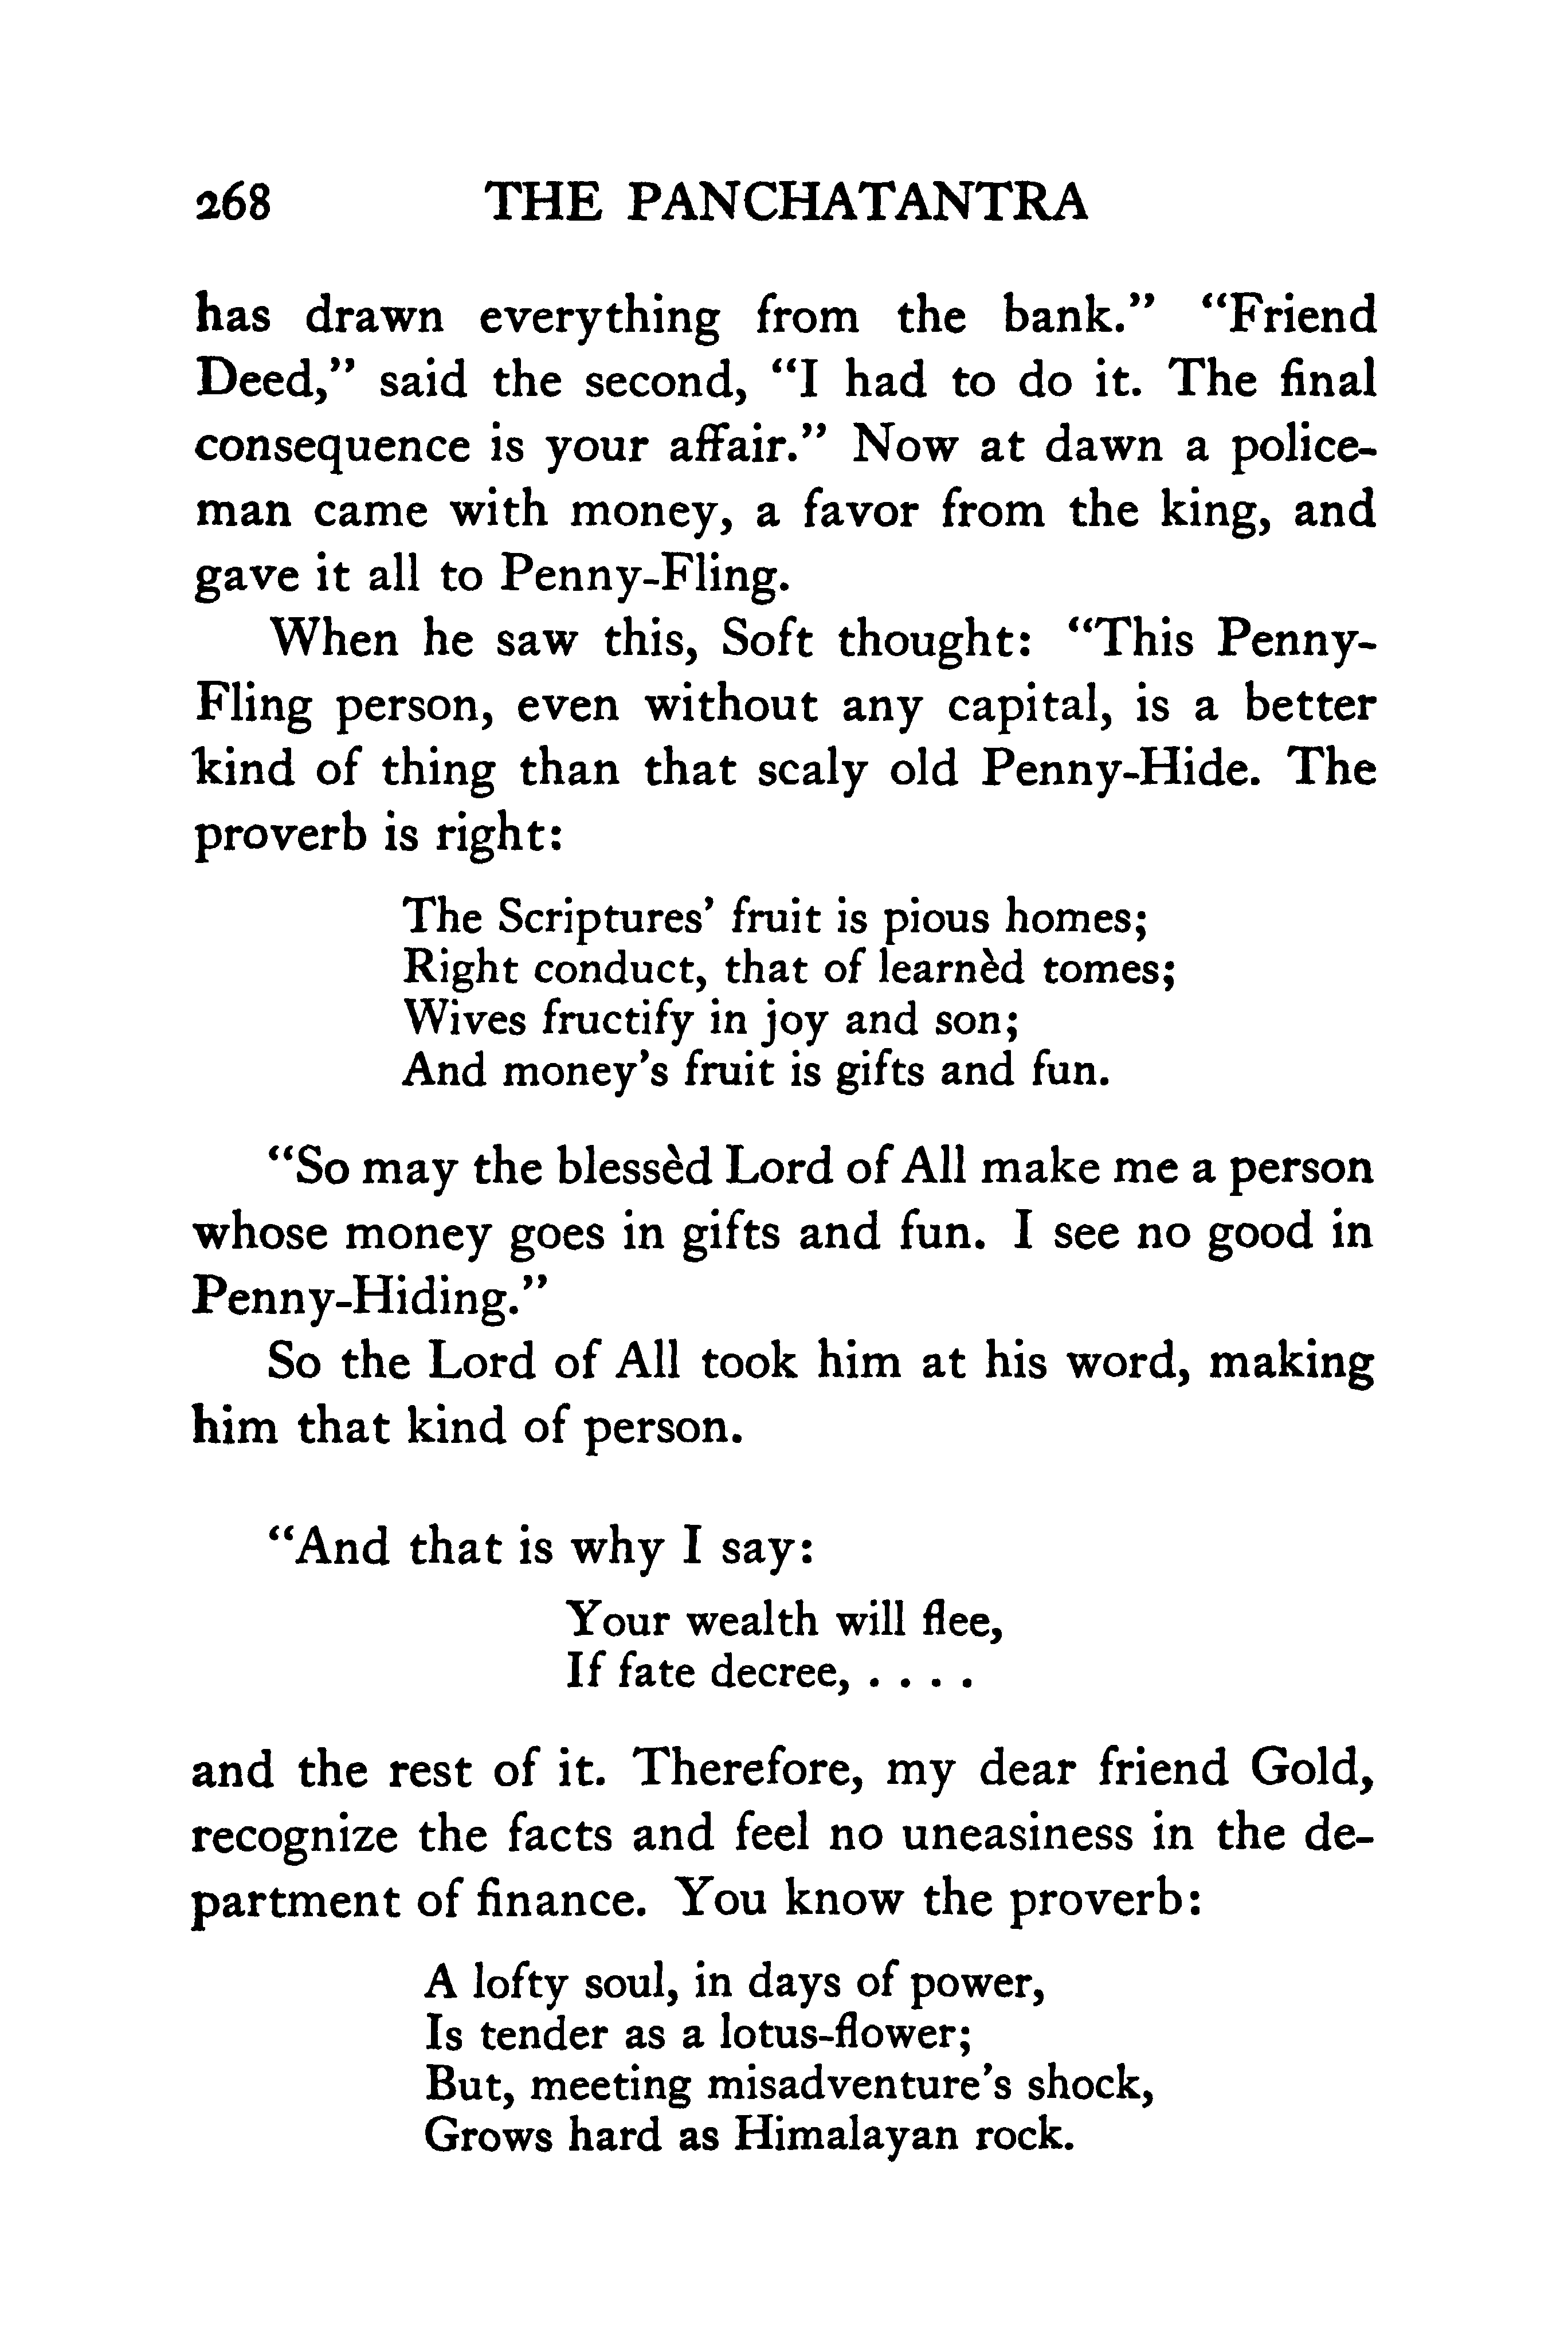 268 THE PANCHATANTRA
has drawn everything from the bank.” “Friend
Deed,” said the second, “I had to do it. The final
consequence is your affair.” Now at dawn a police-
man came with money, a favor from the king, and
gave it all to Penny-Fling.
When he saw this, Soft thought: “This Penny-
Fling person, even without any capital, is a better
kind of thing than that scaly old Penny-Hide. The
proverb is right:
The Scriptures’ fruit is pious homes;
Right conduct, that of learnèd tomes;
Wives fructify in joy and son;
And money’s fruit is gifts and fun.
“So may the blessèd Lord of All make me a person
whose money goes in gifts and fun. I see no good in
Penny-Hiding.”
So the Lord of All took him at his word, making
him that kind of person.
“And that is why I say:
Your wealth will flee,
If fate decree, . . . .
and the rest of it. Therefore, my dear friend Gold,
recognize the facts and feel no uneasiness in the de-
partment of finance. You know the proverb:
A lofty soul, in days of power,
Is tender as a lotus-flower;
But, meeting misadventure’s shock,
Grows hard as Himalayan rock.